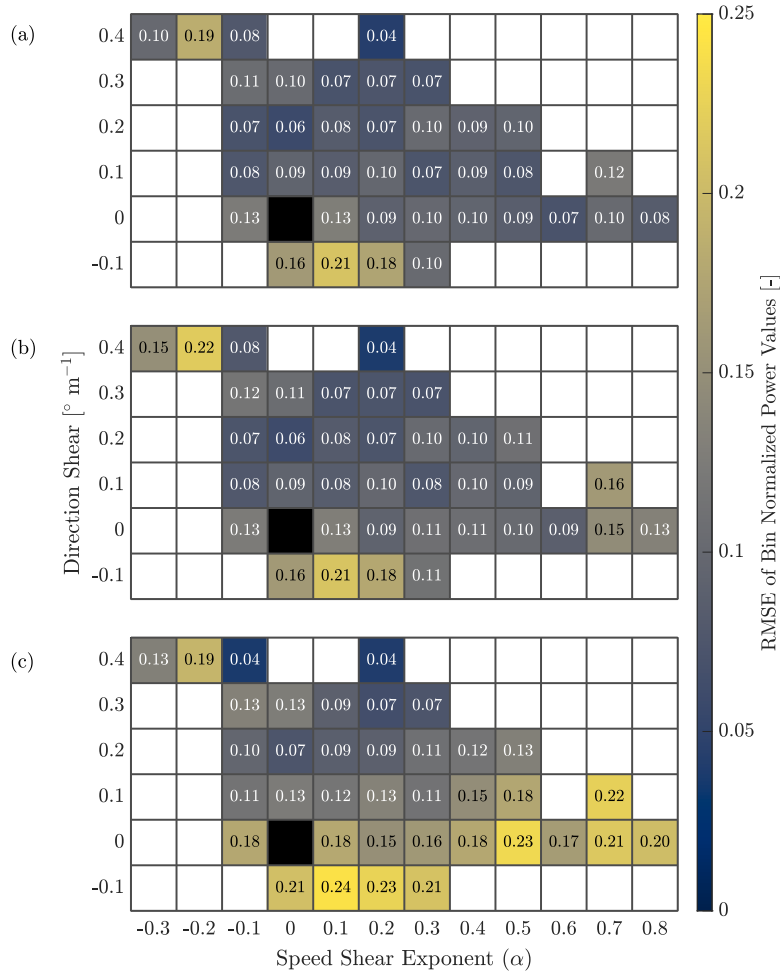 (a)
0.4 0.10 0.19 0.08 0.04
0.3 0.11 0.10 0.07 0.07 0.07
0.2 0.07 0.06 0.08 0.07 0.10 0.09 0.10
0.1 0.08 0.09 0.09 0.10 0.07 0.09 0.08 0.12
0 0.13 0.13 0.09 0.10 0.10 0.09 0.07 0.10 0.08
-0.1 0.16 0.21 0.18 0.10
(b)
0.4 0.15 0.22 0.08 0.04
0.3 0.12 0.11 0.07 0.07 0.07
0.2 0.07 0.06 0.08 0.07 0.10 0.10 0.11
0.1 0.08 0.09 0.08 0.10 0.08 0.10 0.09 0.16
0 0.13 0.13 0.09 0.11 0.11 0.10 0.09 0.15 0.13
-0.1 0.16 0.21 0.18 0.11
(c)
0.4 0.13 0.19 0.04 0.04
0.3 0.13 0.13 0.09 0.07 0.07
0.2 0.10 0.07 0.09 0.09 0.11 0.12 0.13
0.1 0.11 0.13 0.12 0.13 0.11 0.15 0.18 0.22
0 0.18 0.18 0.15 0.16 0.18 0.23 0.17 0.21 0.20
-0.1 0.21 0.24 0.23 0.21
-0.3 -0.2 -0.1 0 0.1 0.2 0.3 0.4 0.5 0.6 0.7 0.8
Speed Shear Exponent (α)
Direction Shear [° m⁻¹]
0.25
0.2
0.15
0.1
0.05
0
RMSE of Bin Normalized Power Values [-]